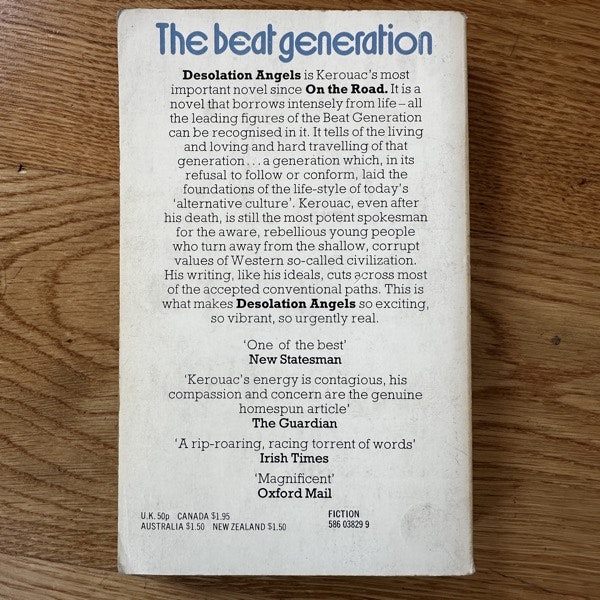 The beat generation
Desolation Angels is Kerouac's most
important novel since On the Road. It is a
novel that borrows intensely from life – all
the leading figures of the Beat Generation
can be recognised in it. It tells of the living
and loving and hard travelling of that
generation... a generation which, in its
refusal to follow or conform, laid the
foundations of the life-style of today's
'alternative culture'. Kerouac, even after
his death, is still the most potent spokesman
for the aware, rebellious young people
who turn away from the shallow, corrupt
values of Western so-called civilization.
His writing, like his ideals, cuts across most
of the accepted conventional paths. This is
what makes Desolation Angels so exciting,
so vibrant, so urgently real.
'One of the best'
New Statesman
'Kerouac's energy is contagious, his
compassion and concern are the genuine
homespun article'
The Guardian
'A rip-roaring, racing torrent of words'
Irish Times
'Magnificent'
Oxford Mail
U.K. 50p CANADA $1.95
AUSTRALIA $1.50 NEW ZEALAND $1.50
FICTION
586 03829 9